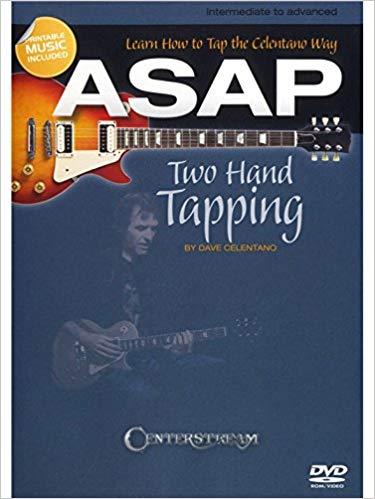 Intermediate to advanced
PRINTABLE
MUSIC
INCLUDED
Learn How to Tap the Celentano Way
ASAP
Two Hand
Tapping
BY DAVE CELENTANO
CENTERSTREAM
DVD
ROM/VIDEO